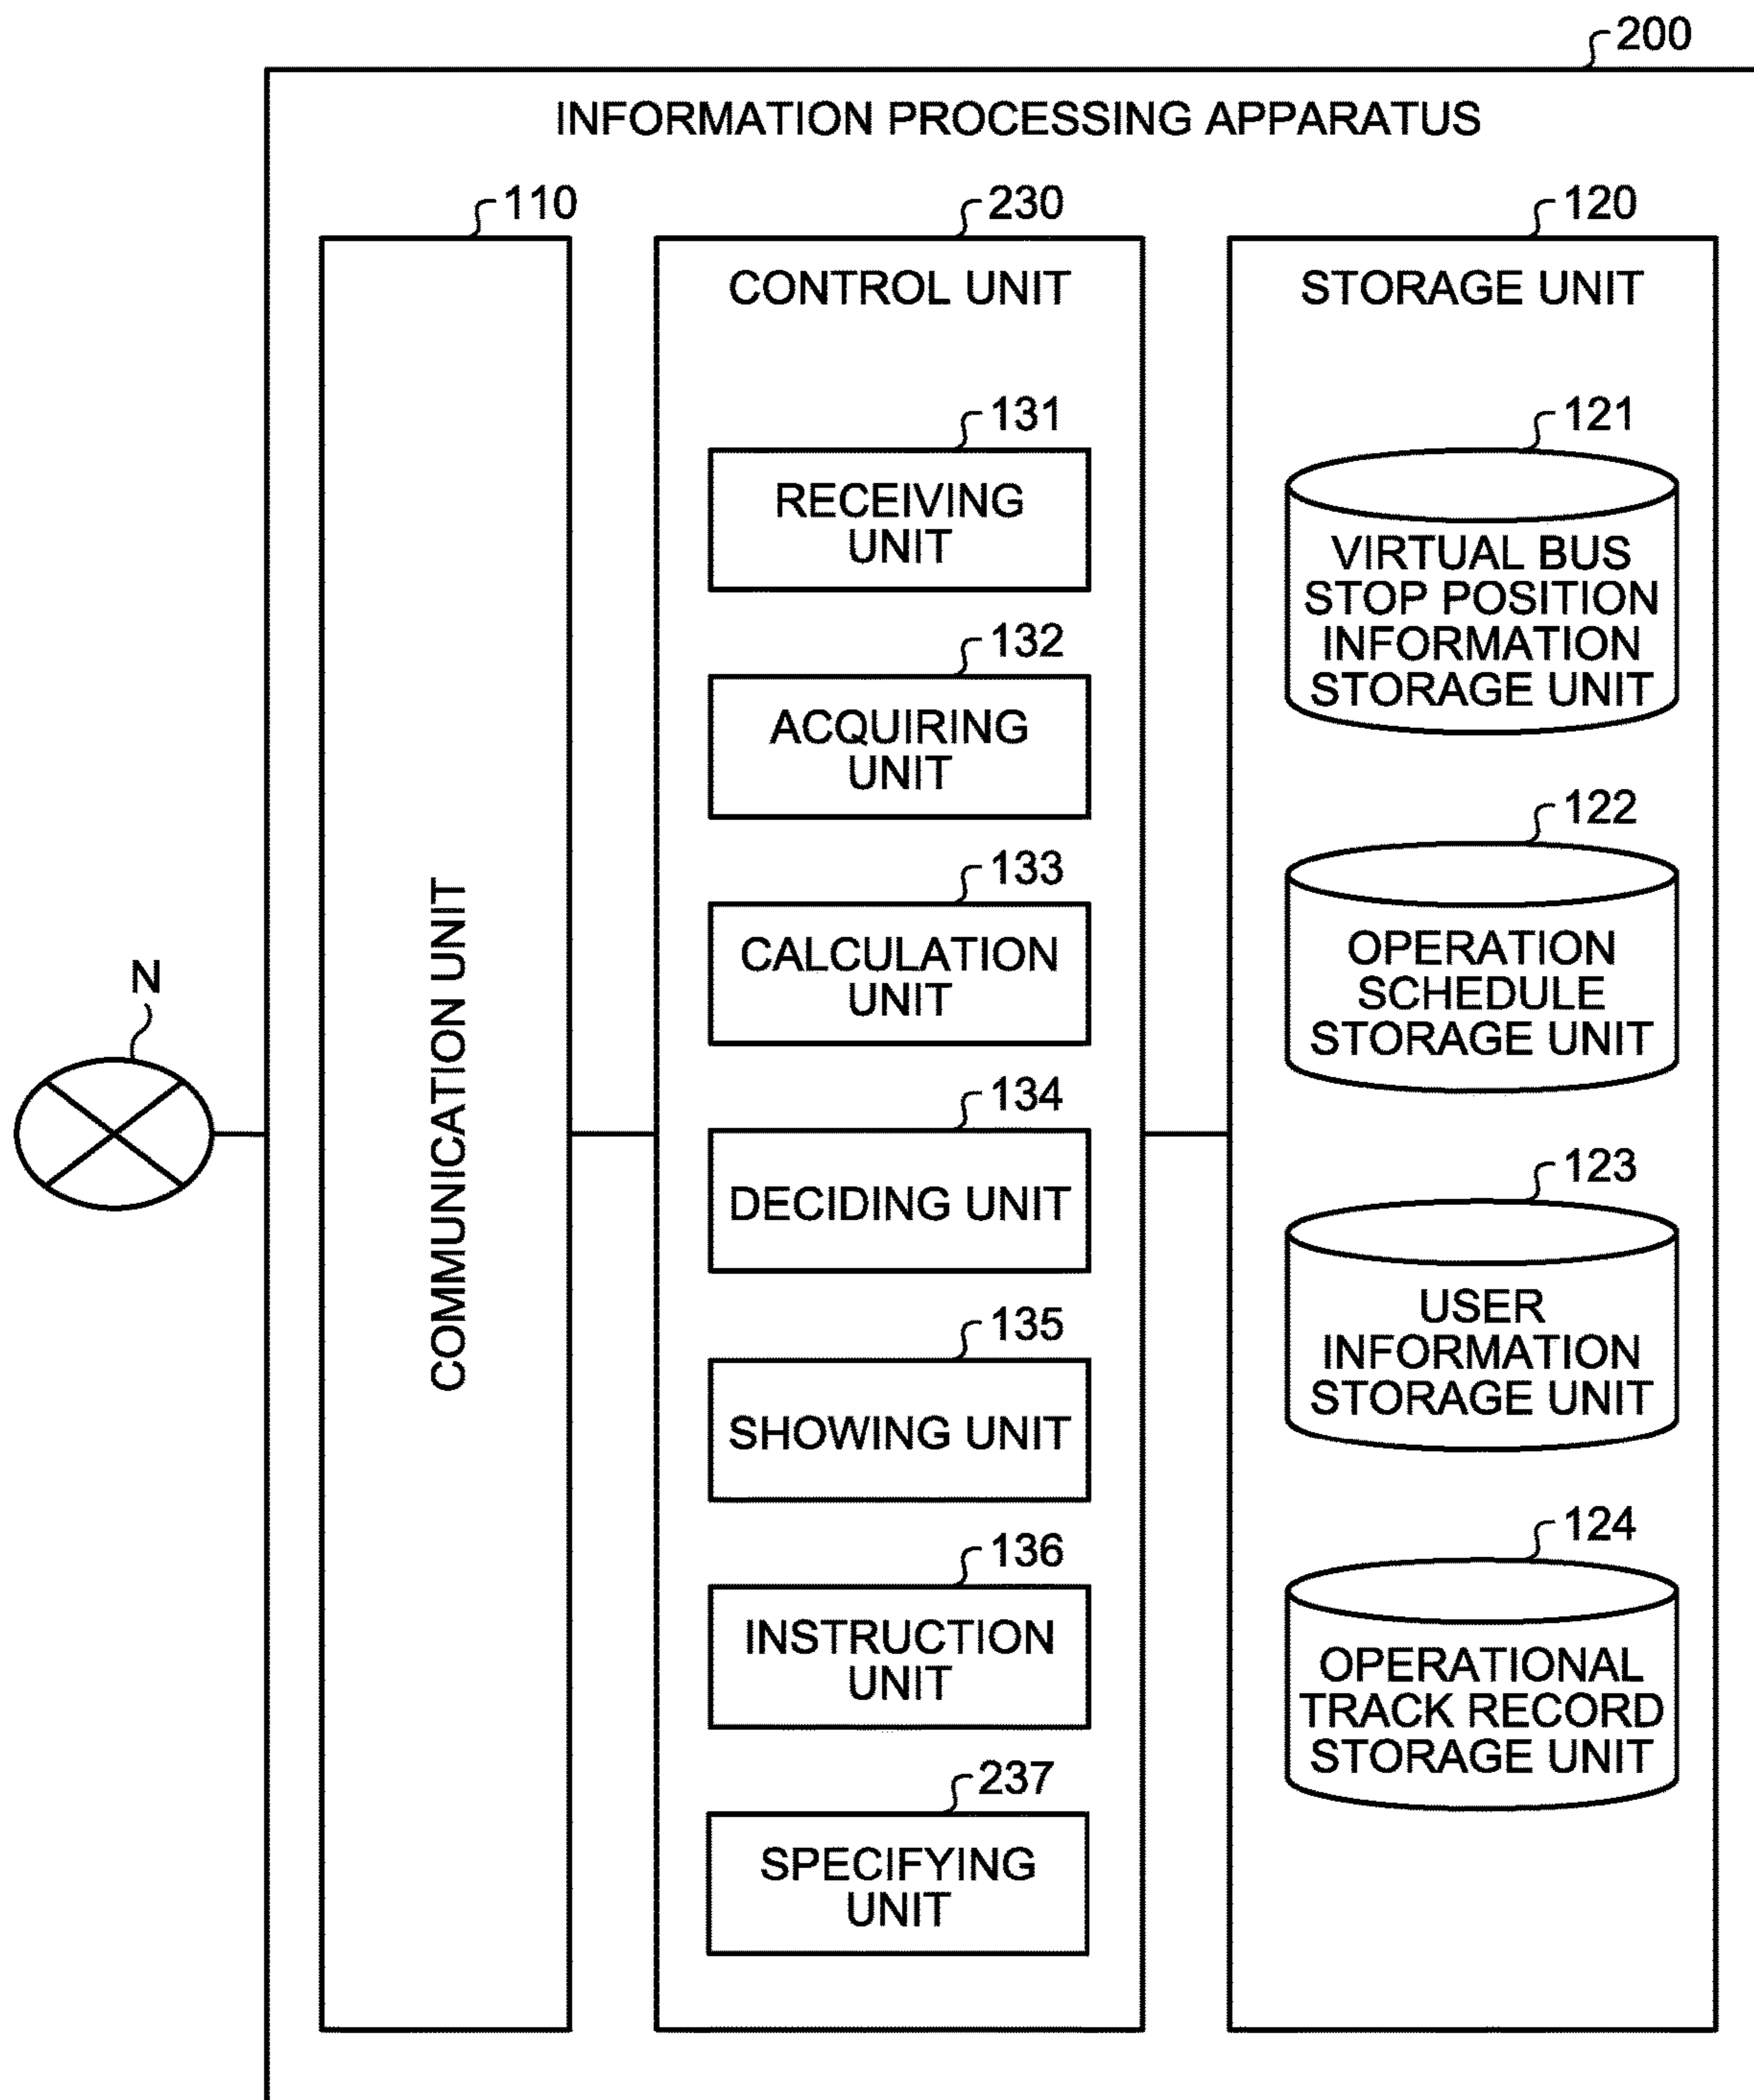 200
INFORMATION PROCESSING APPARATUS
110
230
120
COMMUNICATION UNIT
CONTROL UNIT
STORAGE UNIT
131
RECEIVING
UNIT
132
ACQUIRING
UNIT
133
CALCULATION
UNIT
134
DECIDING UNIT
135
SHOWING UNIT
136
INSTRUCTION
UNIT
237
SPECIFYING
UNIT
121
VIRTUAL BUS
STOP POSITION
INFORMATION
STORAGE UNIT
122
OPERATION
SCHEDULE
STORAGE UNIT
123
USER
INFORMATION
STORAGE UNIT
124
OPERATIONAL
TRACK RECORD
STORAGE UNIT
N